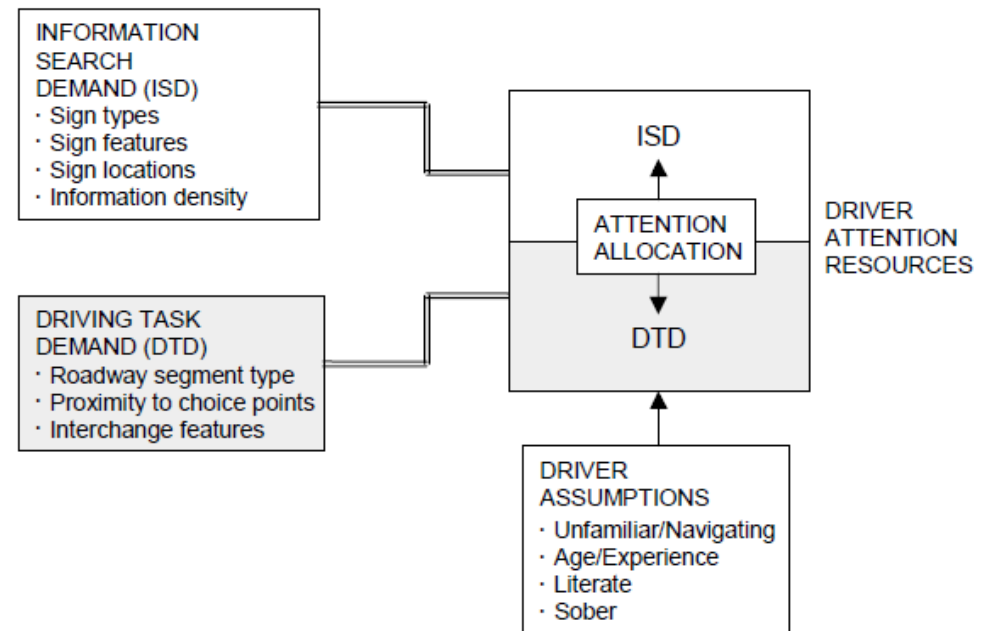 INFORMATION
SEARCH
DEMAND (ISD)
· Sign types
· Sign features
· Sign locations
· Information density
ISD
ATTENTION
ALLOCATION
DTD
DRIVER
ATTENTION
RESOURCES
DRIVING TASK
DEMAND (DTD)
· Roadway segment type
· Proximity to choice points
· Interchange features
DRIVER
ASSUMPTIONS
· Unfamiliar/Navigating
· Age/Experience
· Literate
· Sober